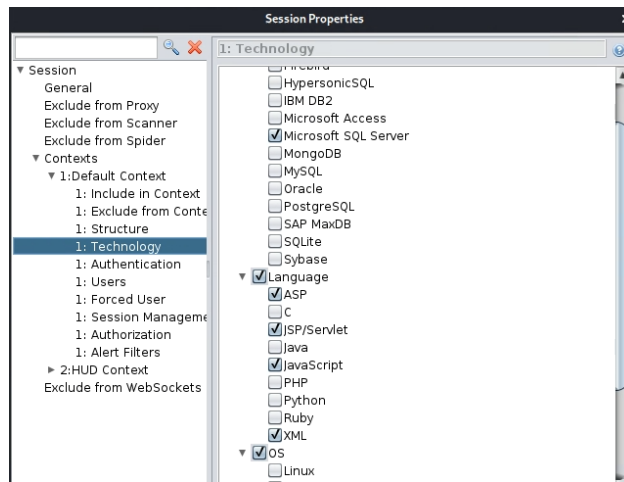 Session Properties
1: Technology
Session
General
Exclude from Proxy
Exclude from Scanner
Exclude from Spider
Contexts
1:Default Context
1: Include in Context
1: Exclude from Conte
1: Structure
1: Technology
1: Authentication
1: Users
1: Forced User
1: Session Manageme
1: Authorization
1: Alert Filters
2:HUD Context
Exclude from WebSockets
Firebird
HypersonicSQL
IBM DB2
Microsoft Access
Microsoft SQL Server
MongoDB
MySQL
Oracle
PostgreSQL
SAP MaxDB
SQLite
Sybase
Language
ASP
C
JSP/Servlet
Java
JavaScript
PHP
Python
Ruby
XML
OS
Linux